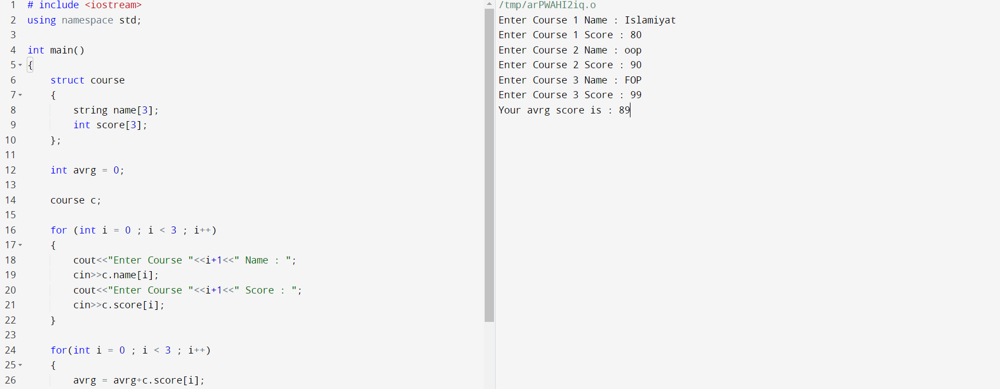 1 # include <iostream>
2 using namespace std;
3
4 int main()
5 {
6 struct course
7 {
8 string name[3];
9 int score[3];
10 };
11
12 int avrg = 0;
13
14 course c;
15
16 for (int i = 0 ; i < 3 ; i++)
17 {
18 cout<<"Enter Course "<<i+1<<" Name : ";
19 cin>>c.name[i];
20 cout<<"Enter Course "<<i+1<<" Score : ";
21 cin>>c.score[i];
22 }
23
24 for(int i = 0 ; i < 3 ; i++)
25 {
26 avrg = avrg+c.score[i];
/tmp/arPWAHI2iq.o
Enter Course 1 Name : Islamiyat
Enter Course 1 Score : 80
Enter Course 2 Name : oop
Enter Course 2 Score : 90
Enter Course 3 Name : FOP
Enter Course 3 Score : 99
Your avrg score is : 89